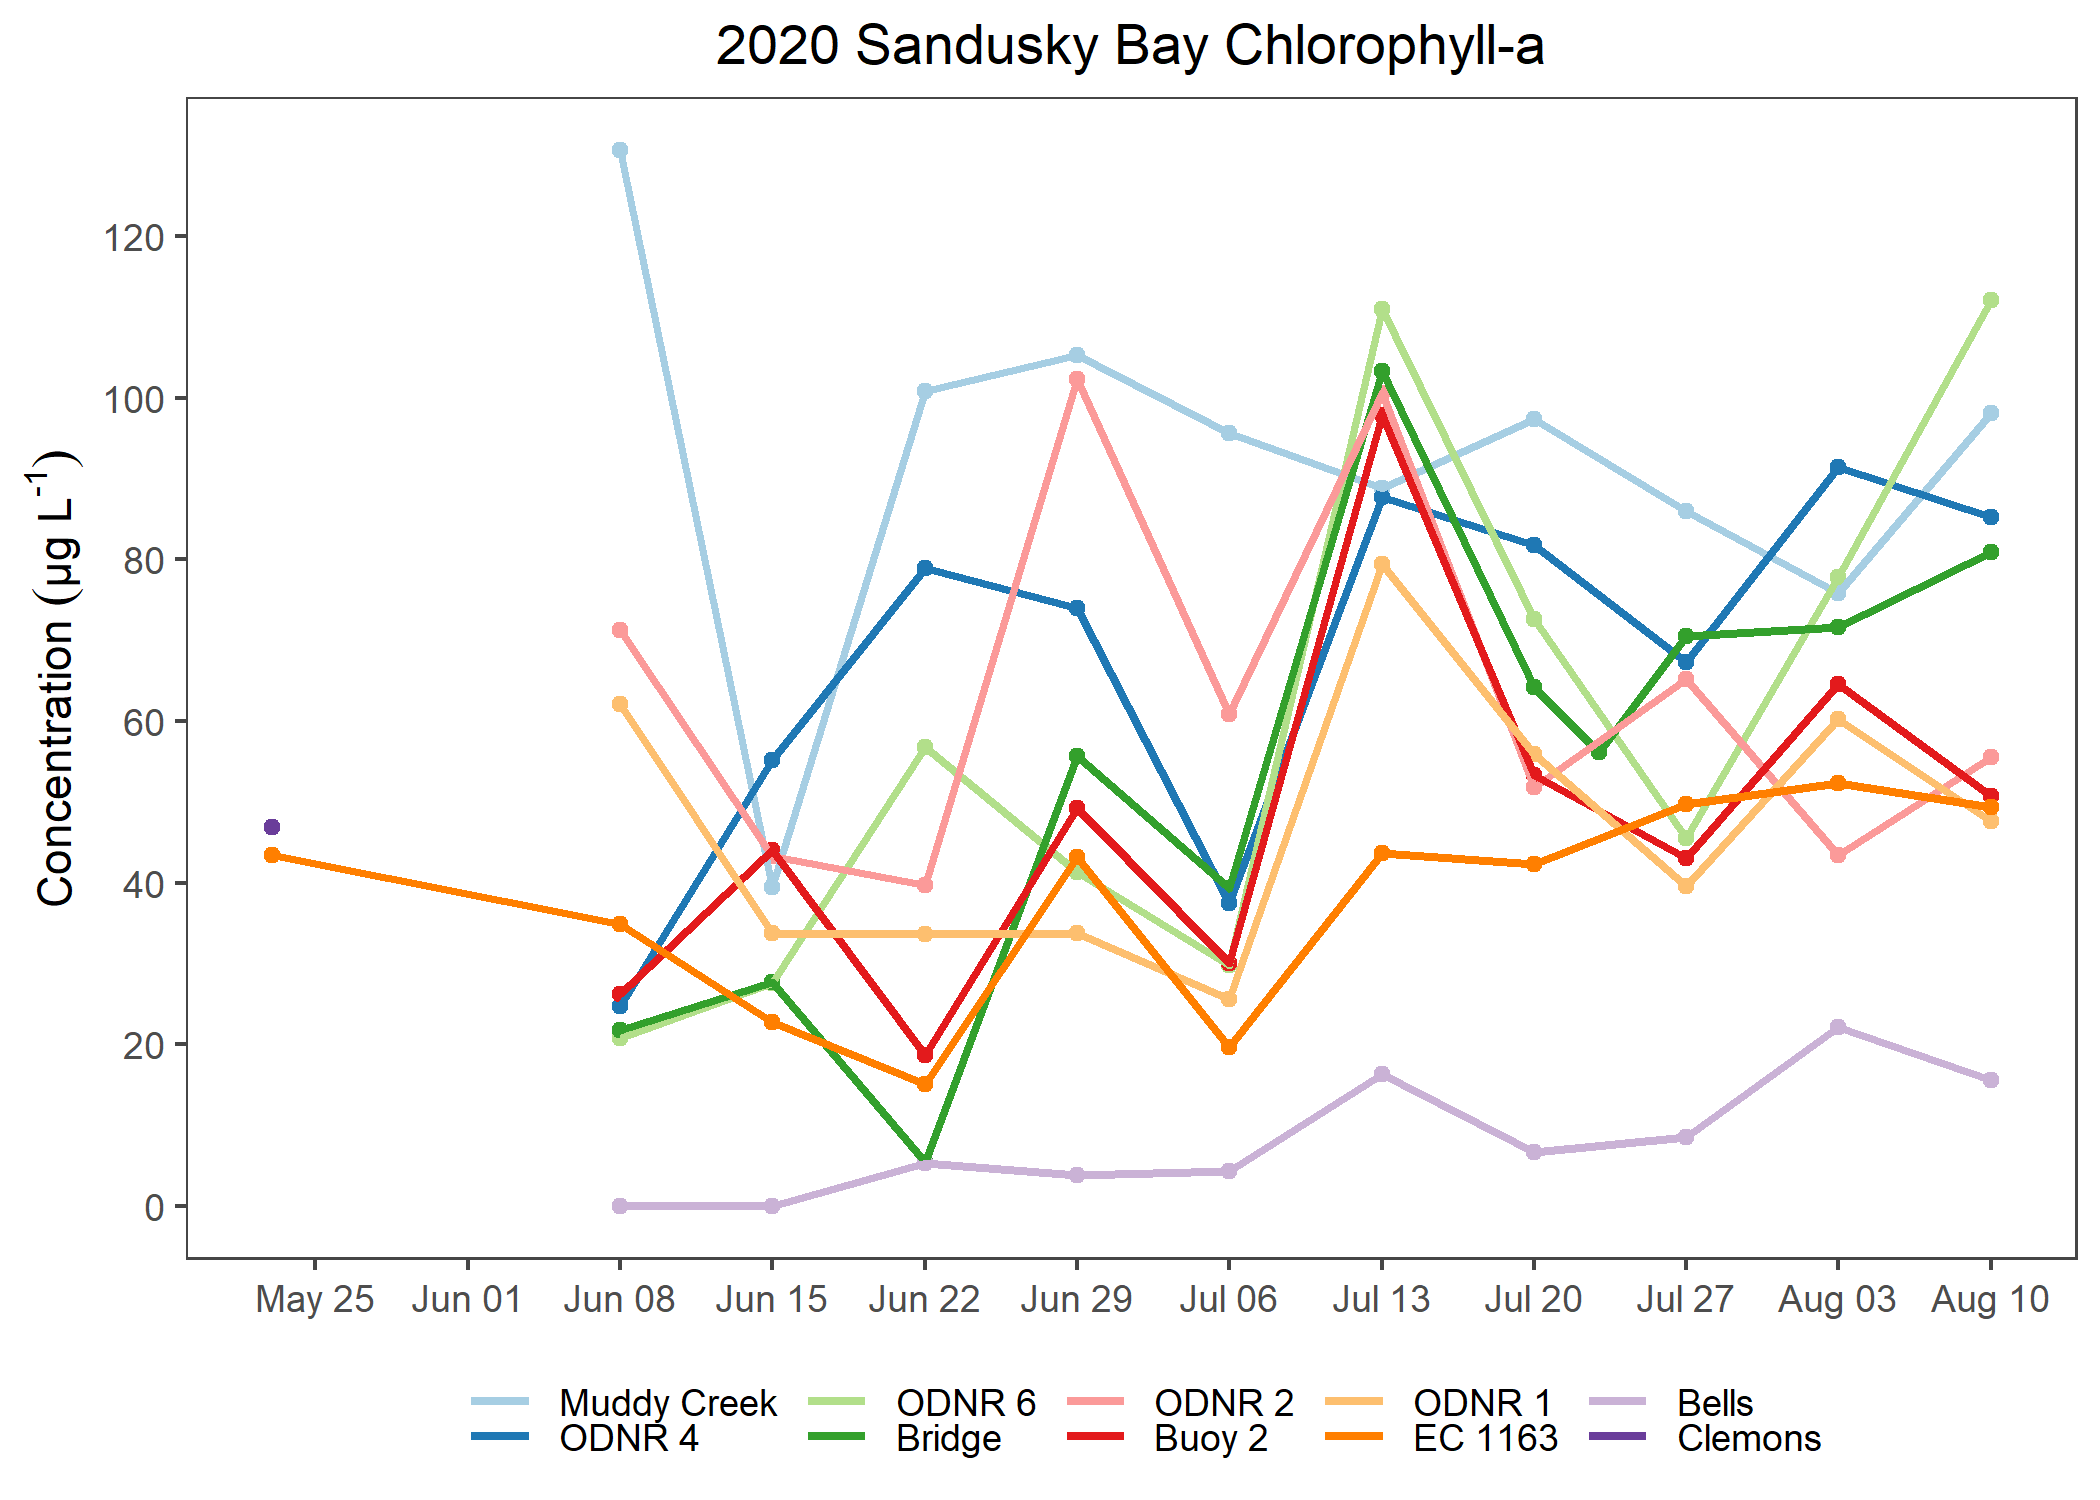 2020 Sandusky Bay Chlorophyll-a
Concentration (µg L⁻¹)
120
100
80
60
40
20
0
May 25 Jun 01 Jun 08 Jun 15 Jun 22 Jun 29 Jul 06 Jul 13 Jul 20 Jul 27 Aug 03 Aug 10
Muddy Creek ODNR 6 ODNR 2 ODNR 1 Bells
ODNR 4 Bridge Buoy 2 EC 1163 Clemons